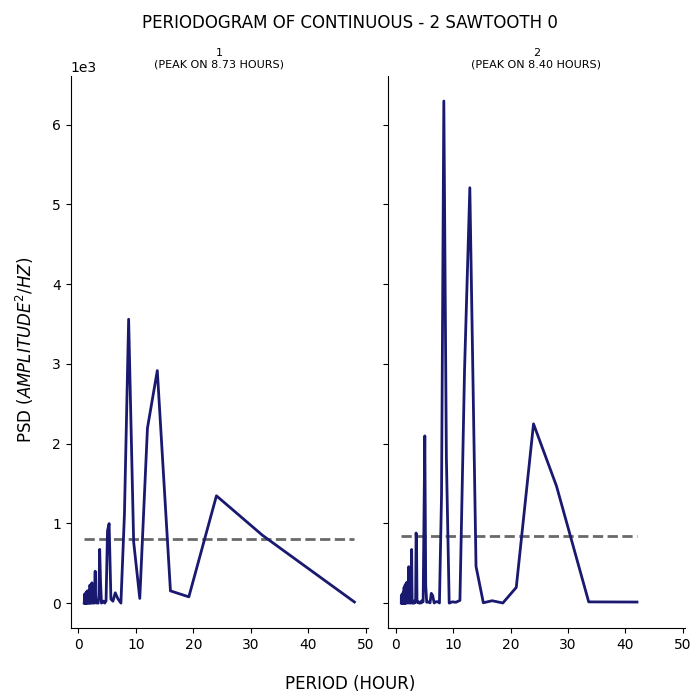 PERIODOGRAM OF CONTINUOUS - 2 SAWTOOTH 0
1
(PEAK ON 8.73 HOURS)
2
(PEAK ON 8.40 HOURS)
1e3
6
5
4
3
2
1
0
PSD (AMPLITUDE²/HZ)
0 10 20 30 40 50
0 10 20 30 40 50
PERIOD (HOUR)